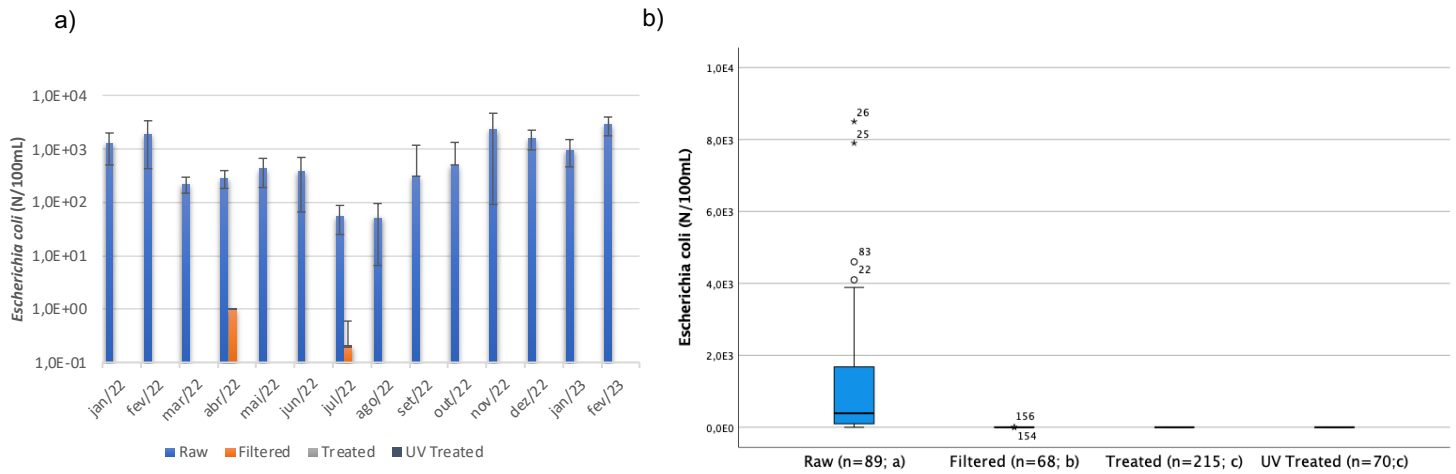 a)
1,0E+04
1,0E+03
1,0E+02
1,0E+01
1,0E+00
1,0E-01
Escherichia coli (N/100mL)
jan/22 fev/22 mar/22 abr/22 mai/22 jun/22 jul/22 ago/22 set/22 out/22 nov/22 dez/22 jan/23 fev/23
Raw Filtered Treated UV Treated
b)
1,0E4
8,0E3
6,0E3
4,0E3
2,0E3
0,0E0
Escherichia coli (N/100mL)
26
25
83
22
156
154
Raw (n=89; a) Filtered (n=68; b) Treated (n=215; c) UV Treated (n=70;c)